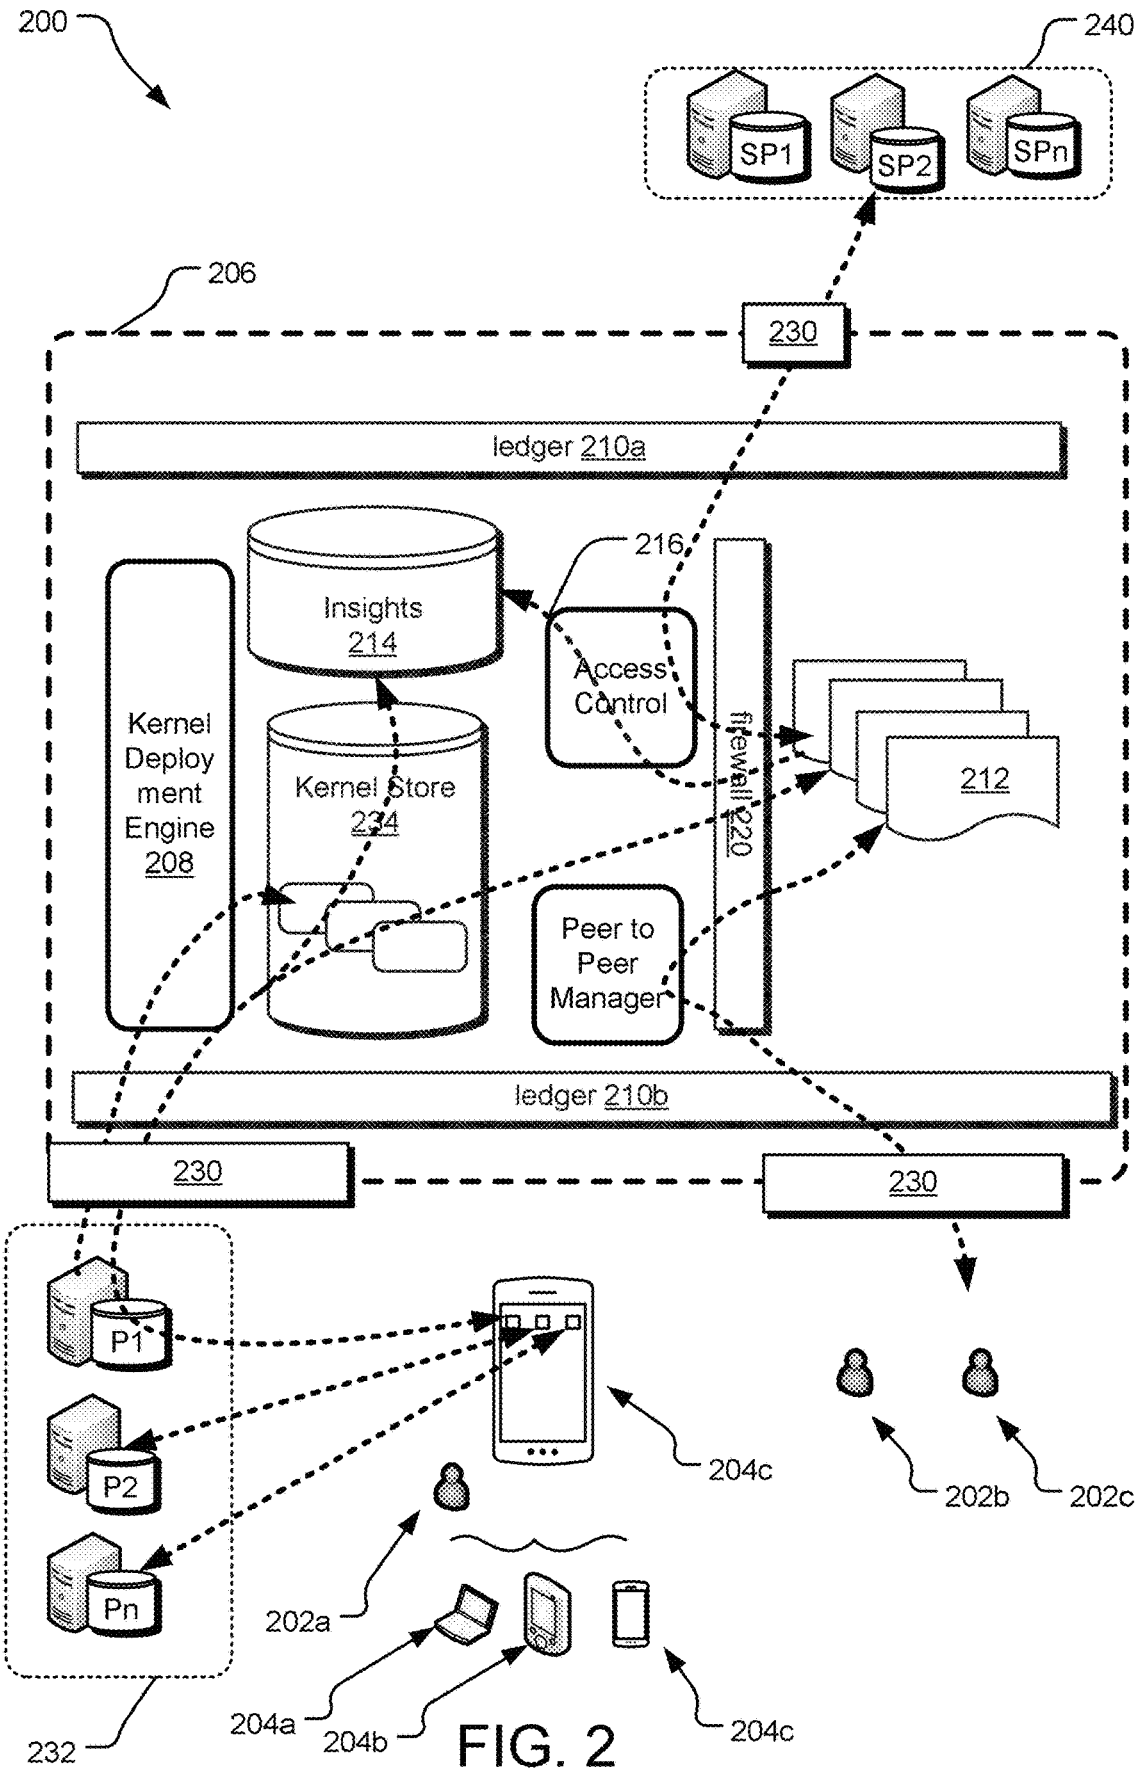 200
240
SP1
SP2
SPn
206
230
ledger 210a
216
Insights
214
Access
Control
Kernel
Deploy
ment
Engine
208
Kernel Store
234
firewall 220
212
Peer to
Peer
Manager
ledger 210b
230
230
P1
P2
Pn
204c
202b
202c
202a
204a
204b
204c
232
FIG. 2